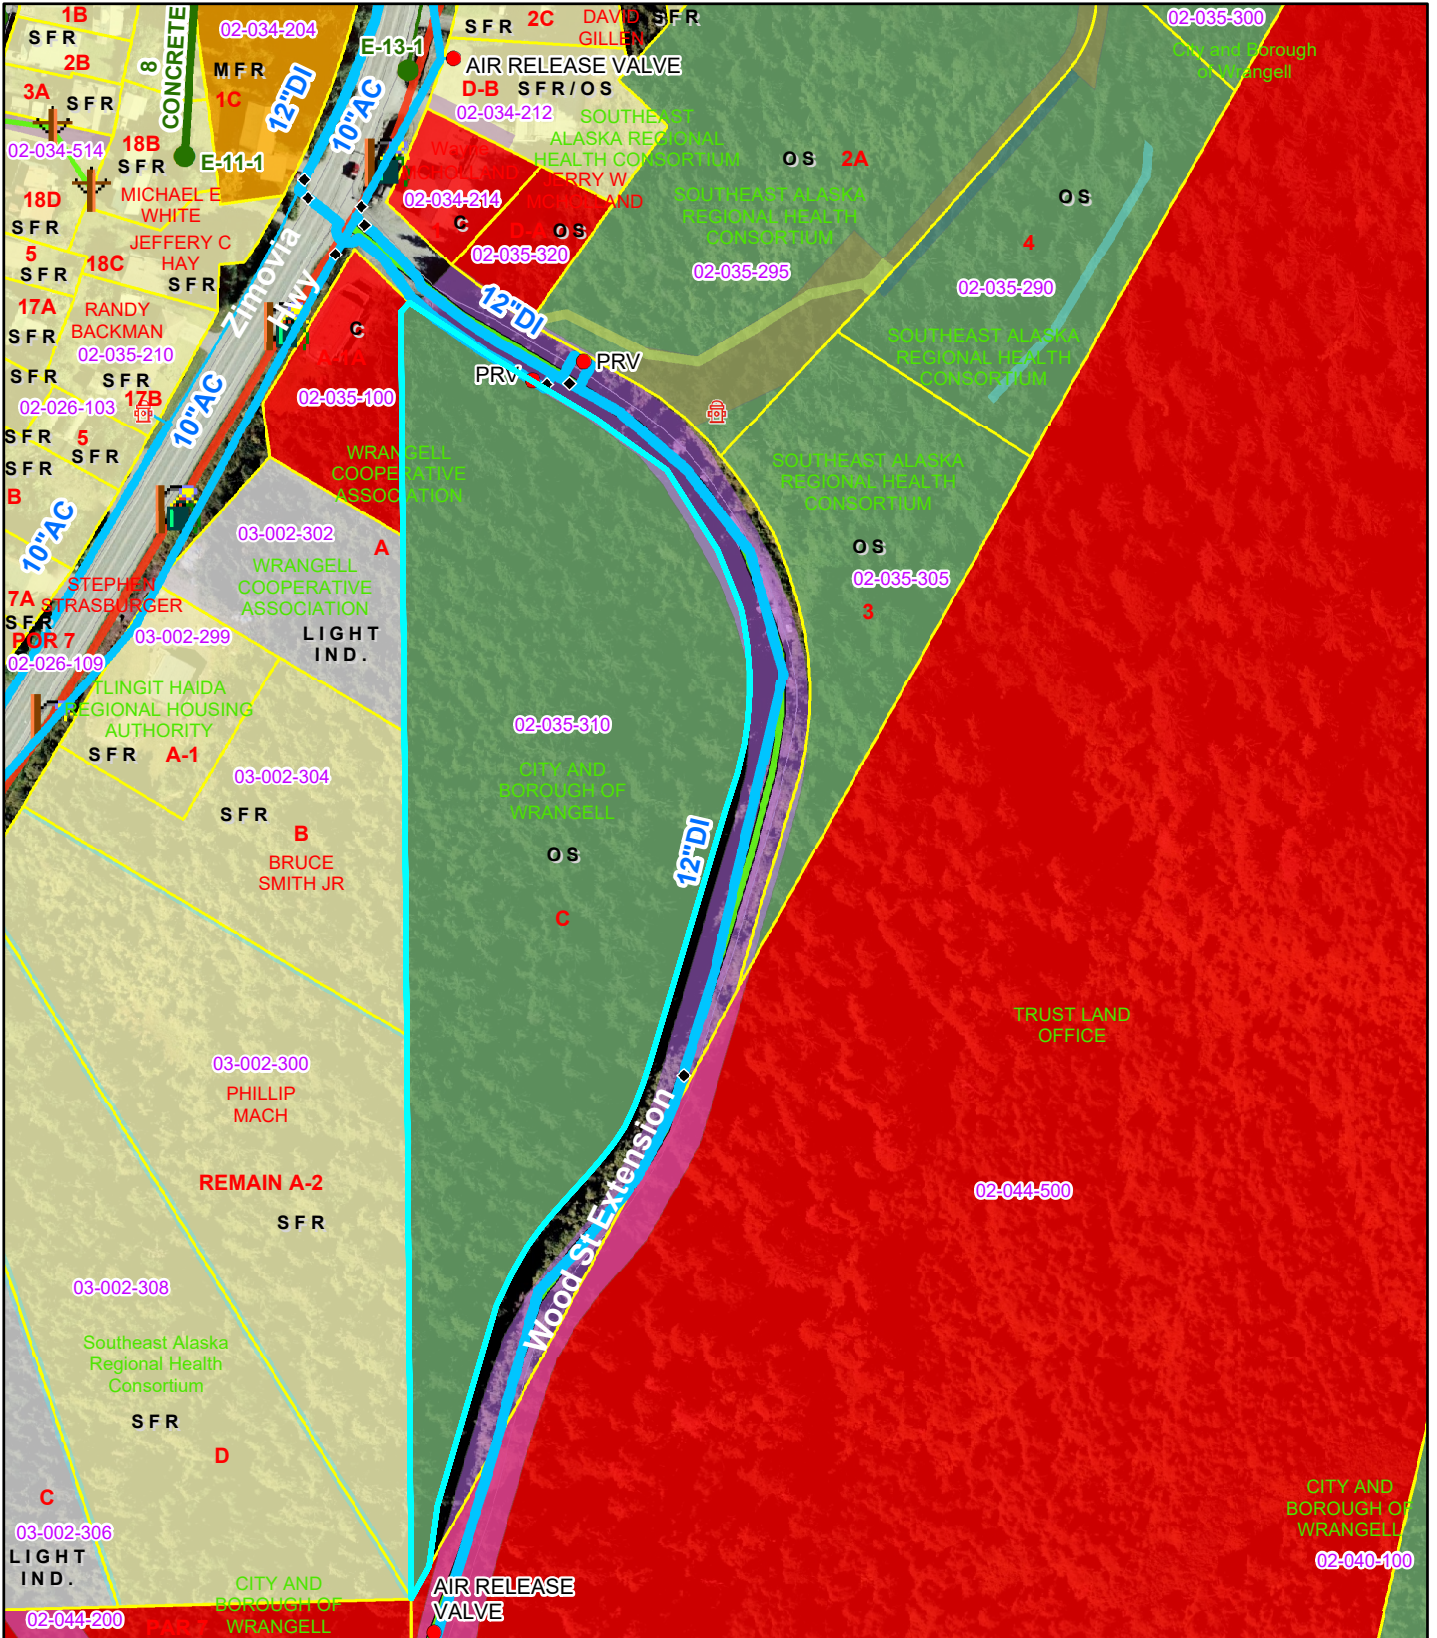 1B
SFR
2B
3A
SFR
02-034-514
18B
SFR
18D
SFR
MICHAEL E
WHITE
JEFFERY C
HAY
SFR
5
SFR
18C
17A
SFR
RANDY
BACKMAN
02-035-210
SFR
SFR
17B
02-026-103
SFR
5
SFR
SFR
B
10"AC
7A
STEPHEN
STRASBURGER
SFR
POR 7
02-026-109
8
CONCRETE
E-11-1
02-034-204
MFR
1C
12"DI
E-13-1
10"AC
Zimovia
Hwy
10"AC
SFR
2C
DAVID
GILLEN
SFR
AIR RELEASE VALVE
D-B
SFR/OS
02-034-212
SOUTHEAST
ALASKA REGIONAL
HEALTH CONSORTIUM
02-034-214
C
JERRY W
OS
02-035-320
OS
2A
SOUTHEAST ALASKA
REGIONAL HEALTH
CONSORTIUM
02-035-295
02-035-300
City and Borough
of Wrangell
OS
4
02-035-290
SOUTHEAST ALASKA
REGIONAL HEALTH
CONSORTIUM
12"DI
PRV
PRV
C
02-035-100
WRANGELL
COOPERATIVE
ASSOCIATION
SOUTHEAST ALASKA
REGIONAL HEALTH
CONSORTIUM
OS
02-035-305
3
03-002-302
A
WRANGELL
COOPERATIVE
ASSOCIATION
LIGHT
IND.
03-002-299
TLINGIT HAIDA
REGIONAL HOUSING
AUTHORITY
SFR
A-1
03-002-304
SFR
B
BRUCE
SMITH JR
02-035-310
CITY AND
BOROUGH OF
WRANGELL
OS
C
12"DI
TRUST LAND
OFFICE
02-044-500
03-002-300
PHILLIP
MACH
REMAIN A-2
SFR
Wood St Extension
03-002-308
Southeast Alaska
Regional Health
Consortium
SFR
D
C
03-002-306
LIGHT
IND.
CITY AND
BOROUGH OF
WRANGELL
02-044-200
AIR RELEASE
VALVE
CITY AND
BOROUGH OF
WRANGELL
02-040-100